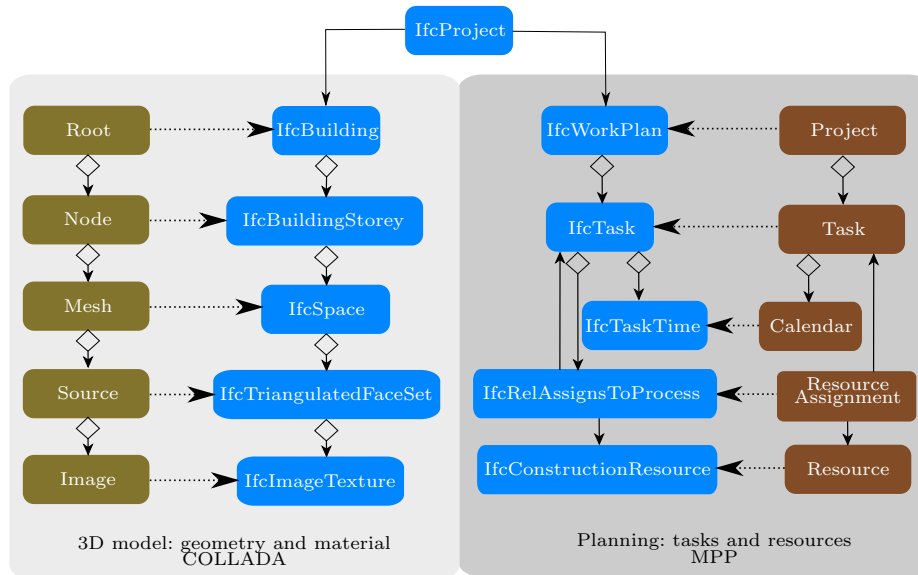 IfcProject
Root
IfcBuilding
IfcWorkPlan
Project
Node
IfcBuildingStorey
IfcTask
Task
Mesh
IfcSpace
IfcTaskTime
Calendar
Source
IfcTriangulatedFaceSet
IfcRelAssignsToProcess
Resource
Assignment
Image
IfcImageTexture
IfcConstructionResource
Resource
3D model: geometry and material
COLLADA
Planning: tasks and resources
MPP